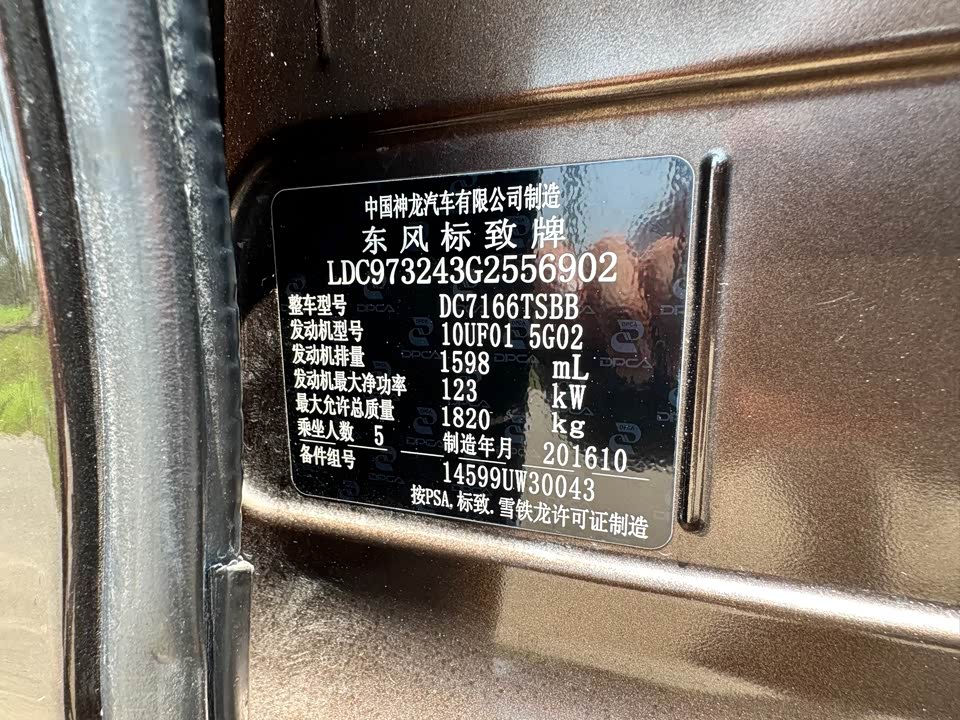 中国神龙汽车有限公司制造
东风标致牌
LDC973243G2556902
整车型号 DC7166TSBB
发动机型号 10UF01 5G02
发动机排量 1598 mL
发动机最大净功率 123 kW
最大允许总质量 1820 kg
乘坐人数 5 制造年月 201610
备件组号 14599UW30043
按PSA.标致.雪铁龙许可证制造